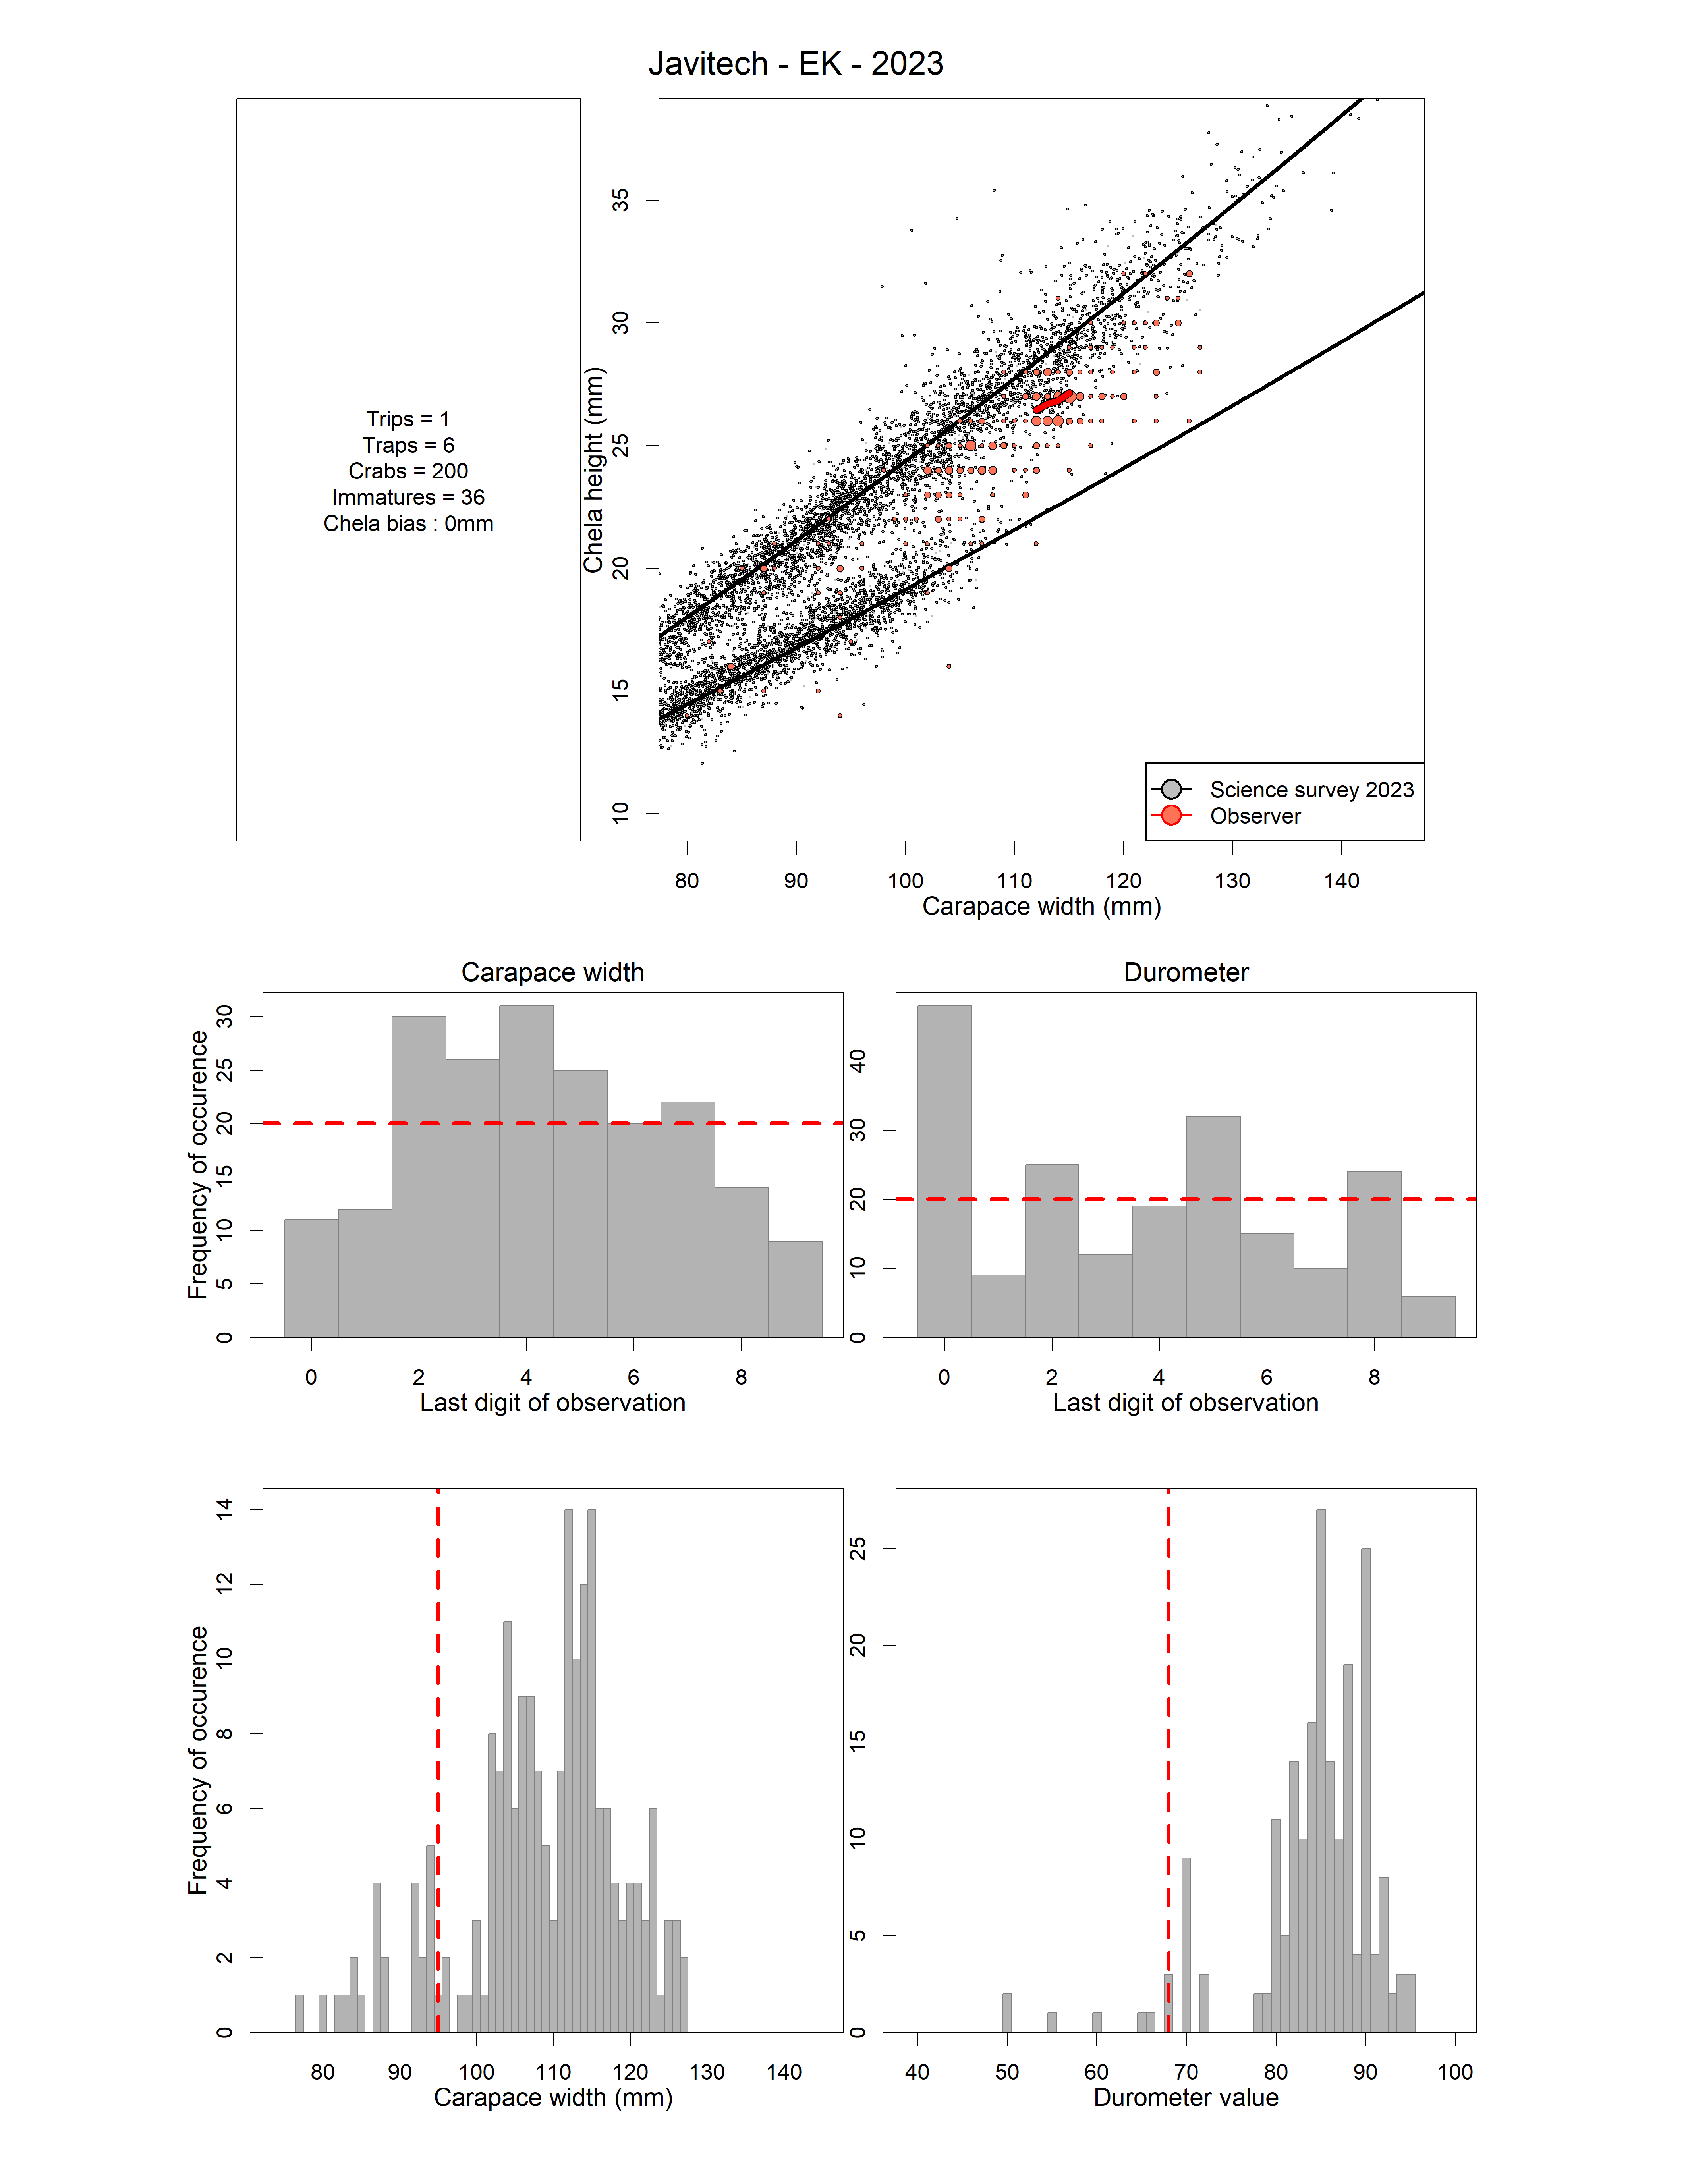 Javitech - EK - 2023
Trips = 1
Traps = 6
Crabs = 200
Immatures = 36
Chela bias : 0mm
Chela height (mm)
35
30
25
20
15
10
Science survey 2023
Observer
80 90 100 110 120 130 140
Carapace width (mm)
Carapace width
Frequency of occurence
30
25
20
15
10
5
0
0 2 4 6 8
Last digit of observation
Durometer
40
30
20
10
0
0 2 4 6 8
Last digit of observation
Frequency of occurence
14
12
10
8
6
4
2
0
80 90 100 110 120 130 140
Carapace width (mm)
25
20
15
10
5
0
40 50 60 70 80 90 100
Durometer value